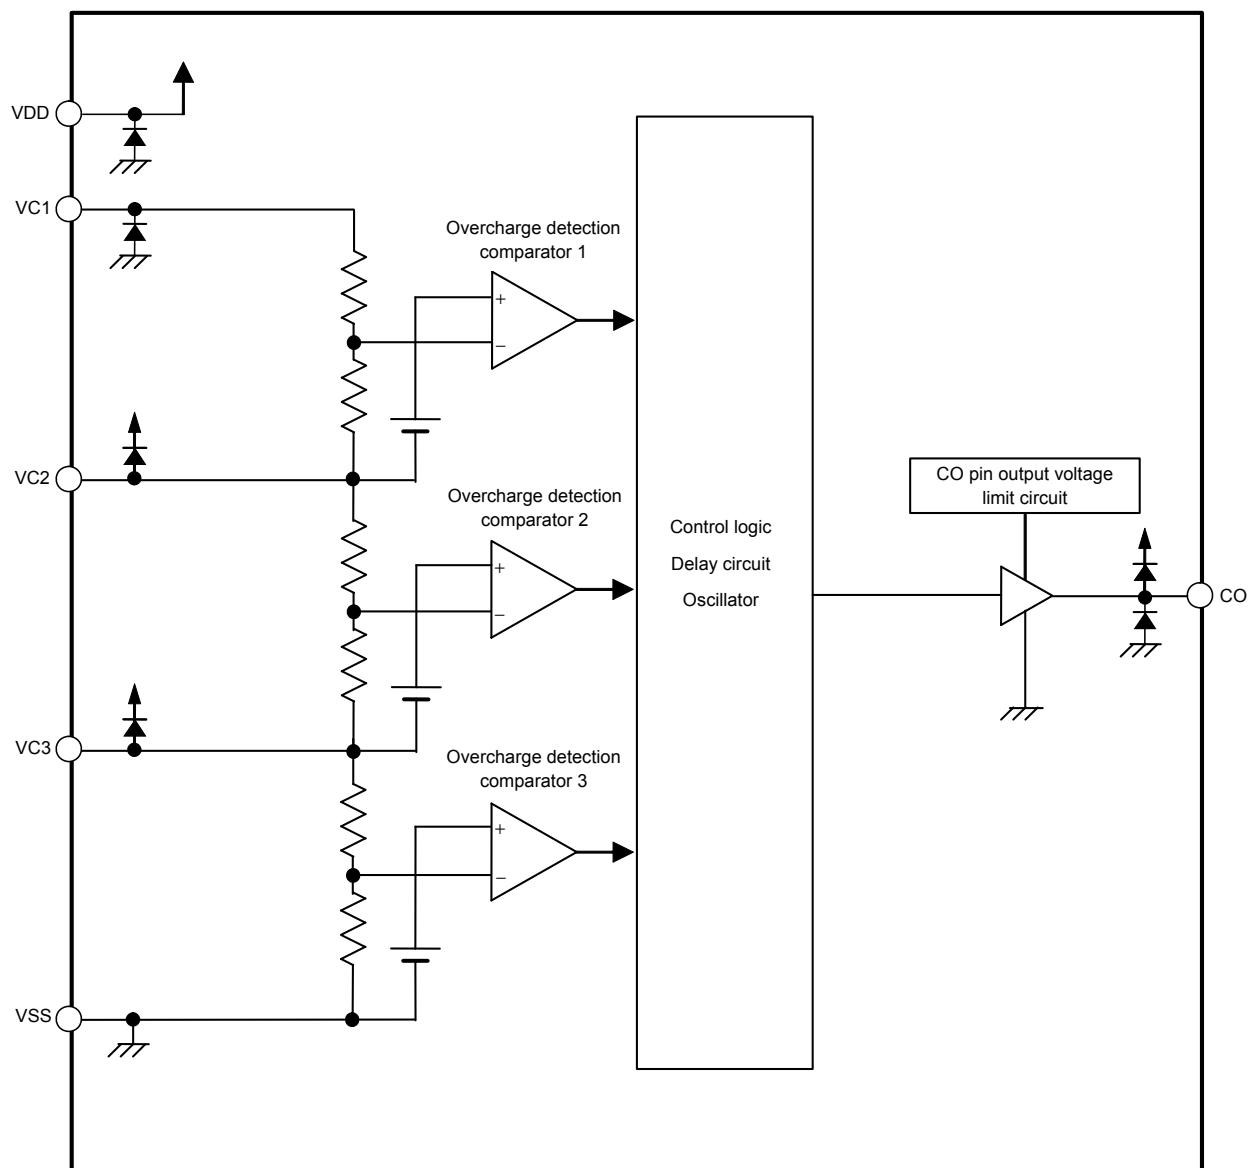 VDD
VC1
Overcharge detection
comparator 1
+
−
VC2
Overcharge detection
comparator 2
+
−
CO pin output voltage
limit circuit
Control logic
Delay circuit
Oscillator
CO
VC3
Overcharge detection
comparator 3
+
−
VSS